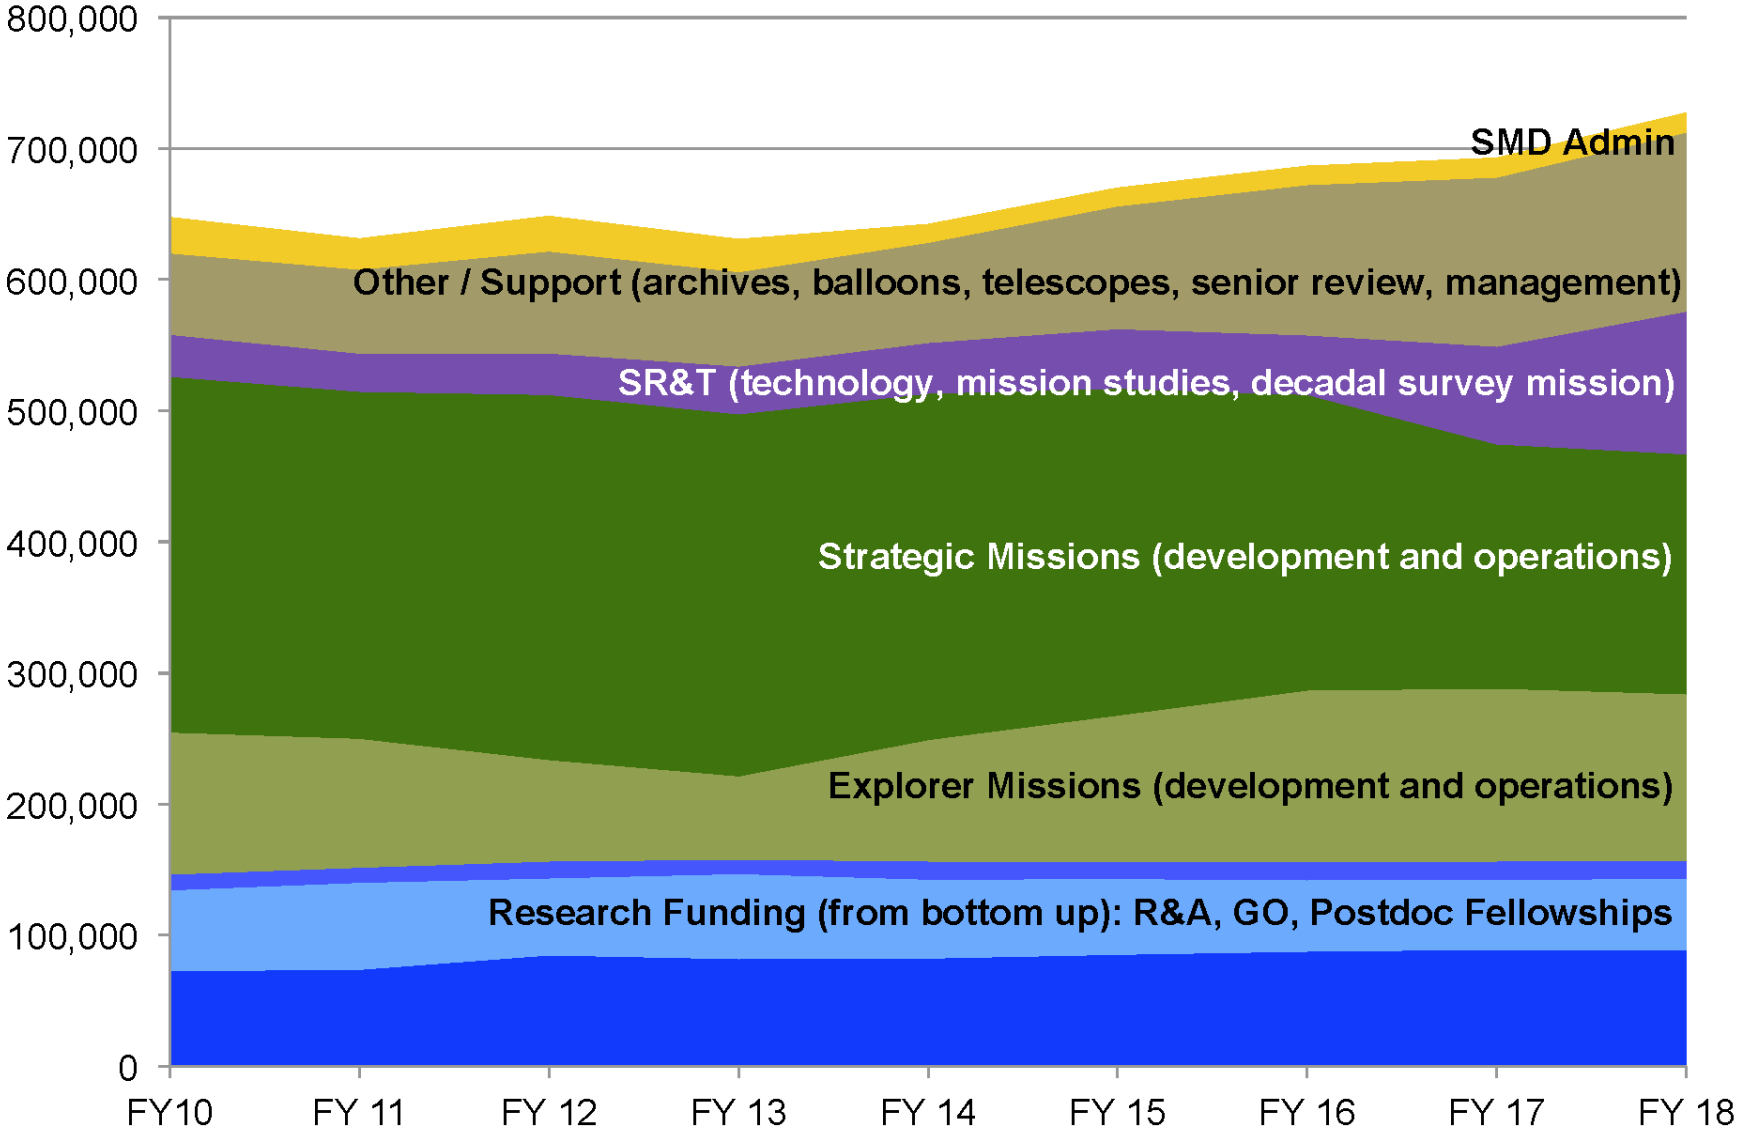 800,000
700,000
600,000
500,000
400,000
300,000
200,000
100,000
0
SMD Admin
Other / Support (archives, balloons, telescopes, senior review, management)
SR&T (technology, mission studies, decadal survey mission)
Strategic Missions (development and operations)
Explorer Missions (development and operations)
Research Funding (from bottom up): R&A, GO, Postdoc Fellowships
FY10 FY 11 FY 12 FY 13 FY 14 FY 15 FY 16 FY 17 FY 18